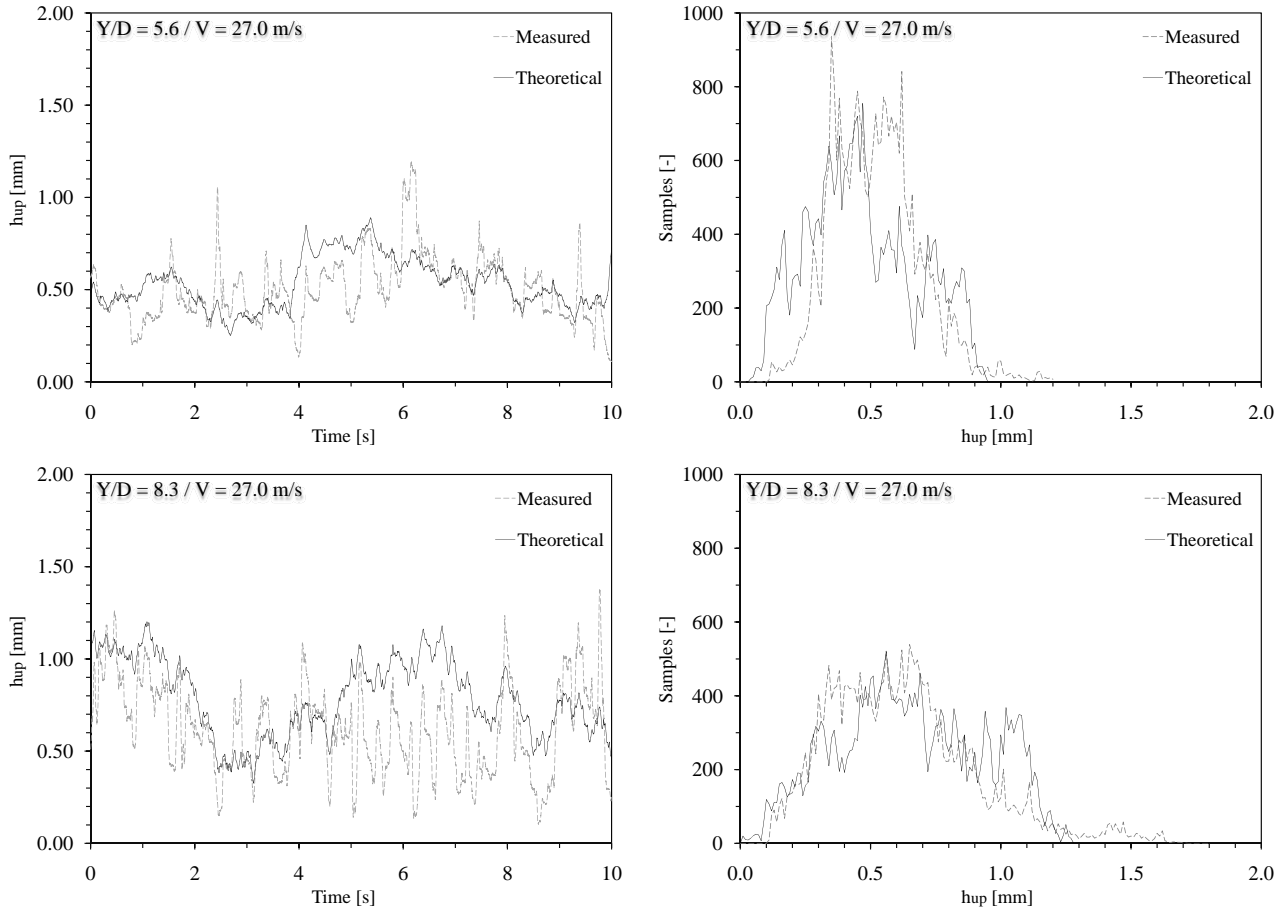 Y/D = 5.6 / V = 27.0 m/s
Measured
Theoretical
2.00
1.50
1.00
0.50
0.00
hup [mm]
0 2 4 6 8 10
Time [s]
Y/D = 5.6 / V = 27.0 m/s
Measured
Theoretical
1000
800
600
400
200
0
Samples [-]
0.0 0.5 1.0 1.5 2.0
hup [mm]
Y/D = 8.3 / V = 27.0 m/s
Measured
Theoretical
2.00
1.50
1.00
0.50
0.00
hup [mm]
0 2 4 6 8 10
Time [s]
Y/D = 8.3 / V = 27.0 m/s
Measured
Theoretical
1000
800
600
400
200
0
Samples [-]
0.0 0.5 1.0 1.5 2.0
hup [mm]